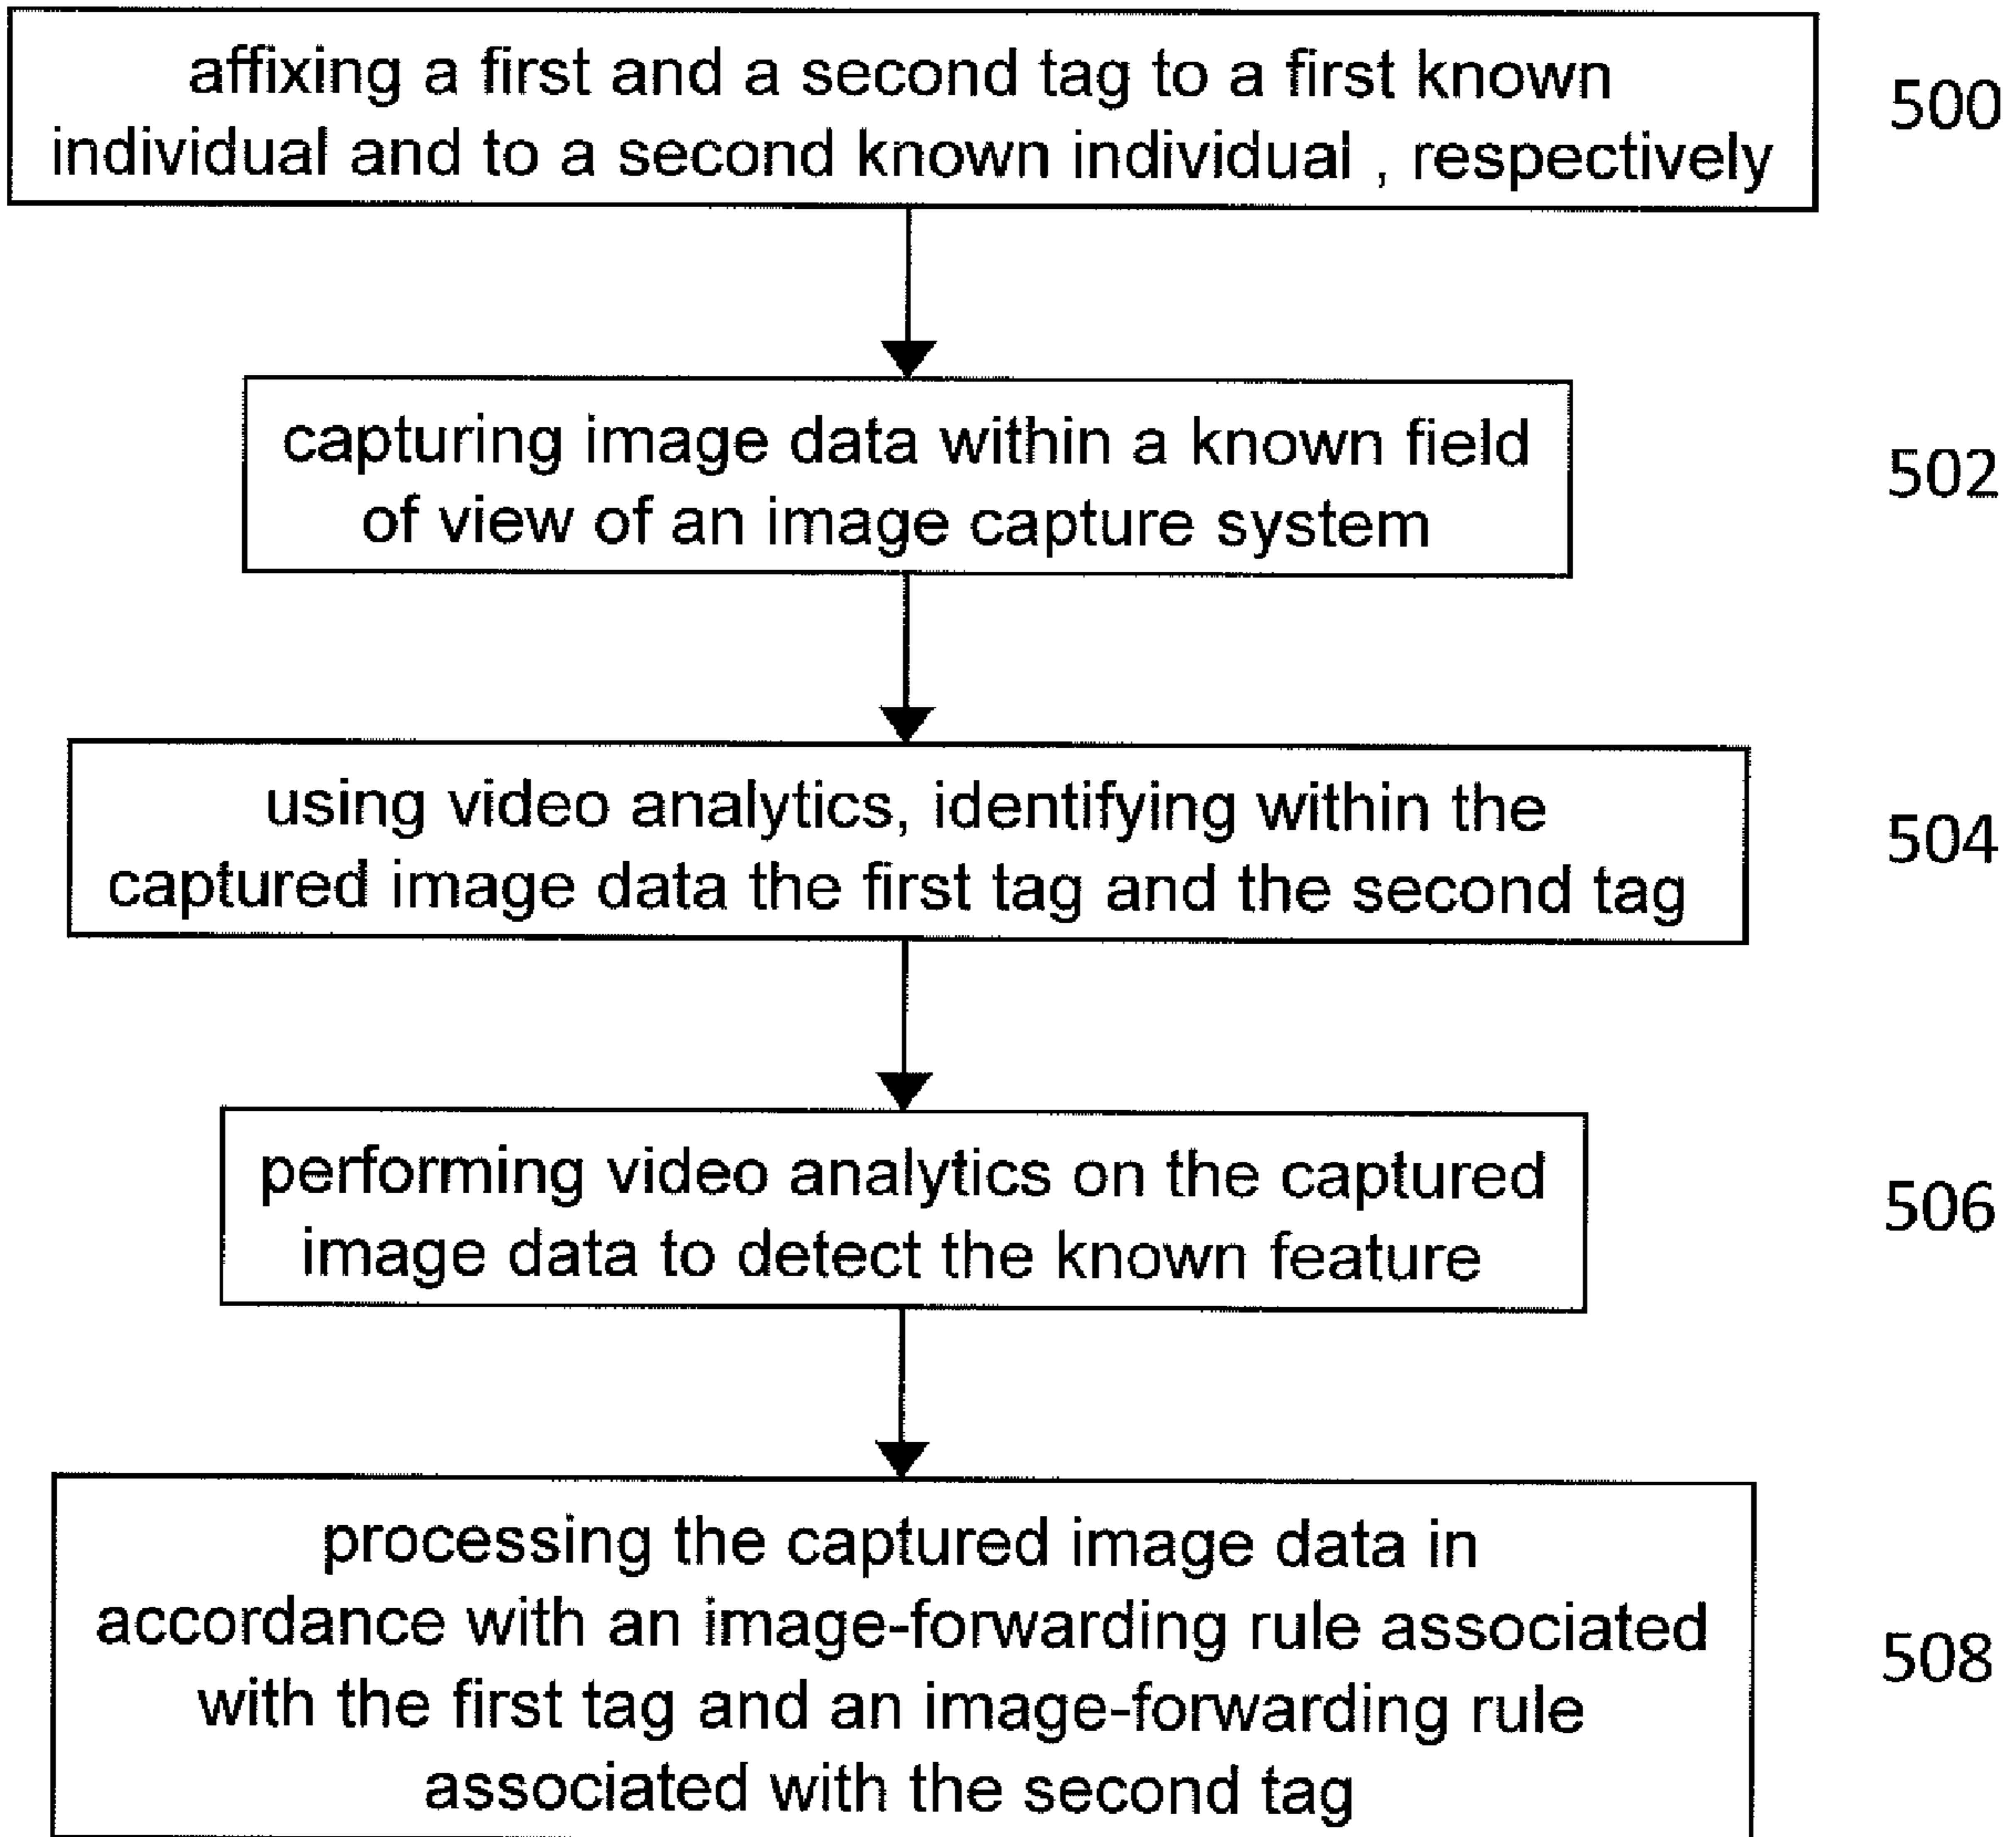 affixing a first and a second tag to a first known
individual and to a second known individual , respectively
500
capturing image data within a known field
of view of an image capture system
502
using video analytics, identifying within the
captured image data the first tag and the second tag
504
performing video analytics on the captured
image data to detect the known feature
506
processing the captured image data in
accordance with an image-forwarding rule associated
with the first tag and an image-forwarding rule
associated with the second tag
508